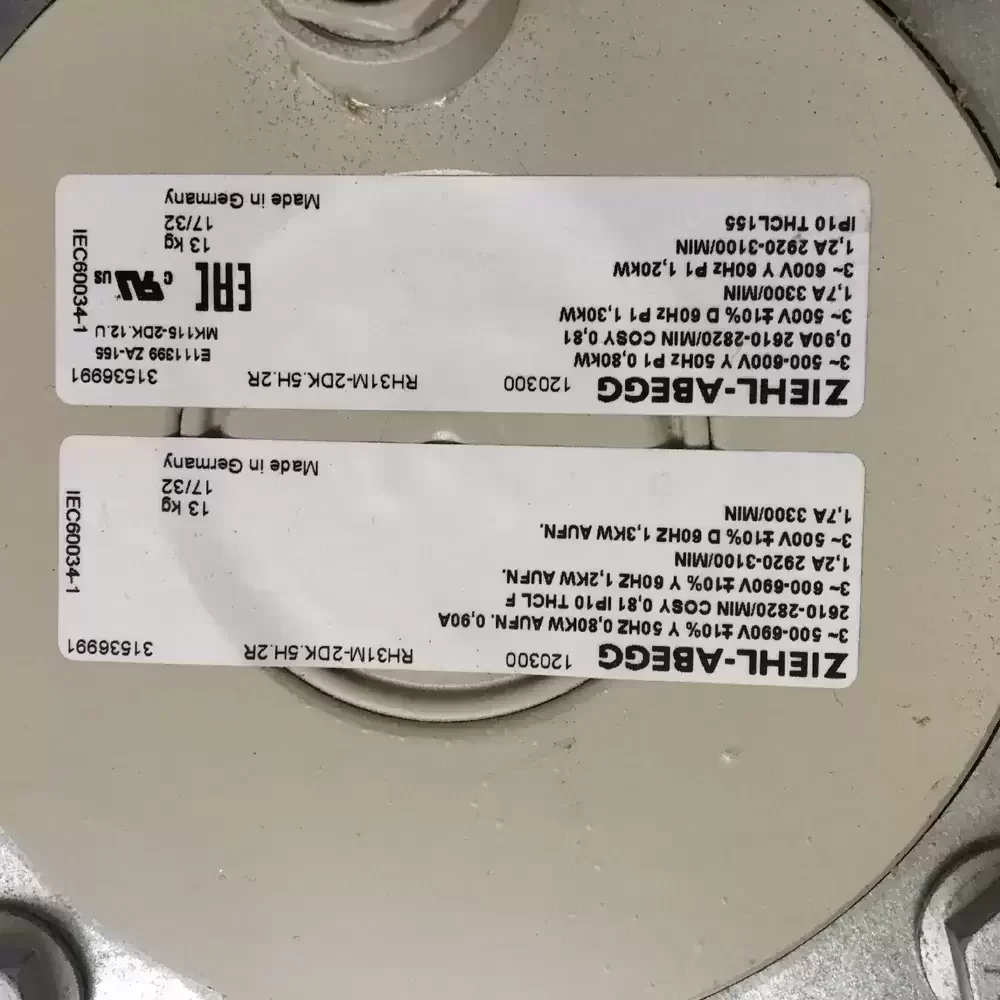 ZIEHL-ABEGG 120300 RH31M-2DK.5H.2R 31536991
3~ 500-690V ±10% Y 50HZ 0,80KW AUFN. 0,90A
2610-2820/MIN COSY 0,81 IP10 THCL F
3~ 600-690V ±10% Y 60HZ 1,2KW AUFN.
1,2A 2920-3100/MIN
3~ 500V ±10% D 60HZ 1,3KW AUFN.
1,7A 3300/MIN
13 kg
17/32
Made in Germany
IEC60034-1
ZIEHL-ABEGG 120300 RH31M-2DK.5H.2R 31536991
3~ 500-600V Y 50Hz P1 0,80kW
0,90A 2610-2820/MIN COSY 0,81
3~ 500V ±10% D 60Hz P1 1,30kW
1,7A 3300/MIN
3~ 600V Y 60Hz P1 1,20kW
1,2A 2920-3100/MIN
IP10 THCL155
E111399 ZA-155
MK115-2DK.12.U
EAC c RU us
13 kg
17/32
Made in Germany
IEC60034-1